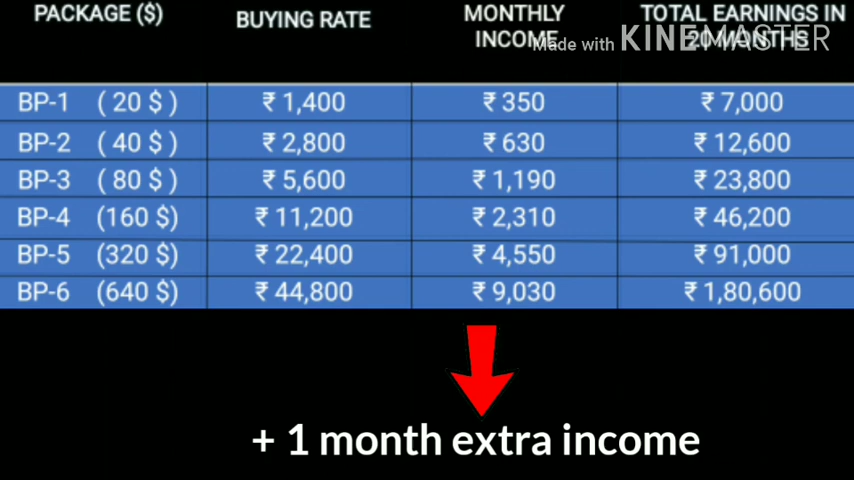 PACKAGE ($) BUYING RATE MONTHLY INCOME TOTAL EARNINGS IN 20 MONTHS
Made with KINEMASTER
BP-1 ( 20 $ ) ₹ 1,400 ₹ 350 ₹ 7,000
BP-2 ( 40 $ ) ₹ 2,800 ₹ 630 ₹ 12,600
BP-3 ( 80 $ ) ₹ 5,600 ₹ 1,190 ₹ 23,800
BP-4 (160 $) ₹ 11,200 ₹ 2,310 ₹ 46,200
BP-5 (320 $) ₹ 22,400 ₹ 4,550 ₹ 91,000
BP-6 (640 $) ₹ 44,800 ₹ 9,030 ₹ 1,80,600
+ 1 month extra income